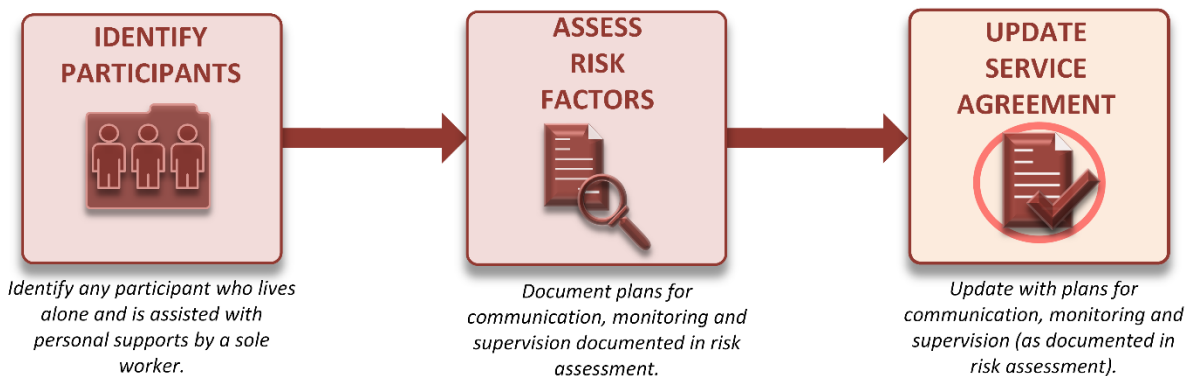 IDENTIFY
PARTICIPANTS
Identify any participant who lives
alone and is assisted with
personal supports by a sole
worker.
ASSESS
RISK
FACTORS
Document plans for
communication, monitoring and
supervision documented in risk
assessment.
UPDATE
SERVICE
AGREEMENT
Update with plans for
communication, monitoring and
supervision (as documented in
risk assessment).